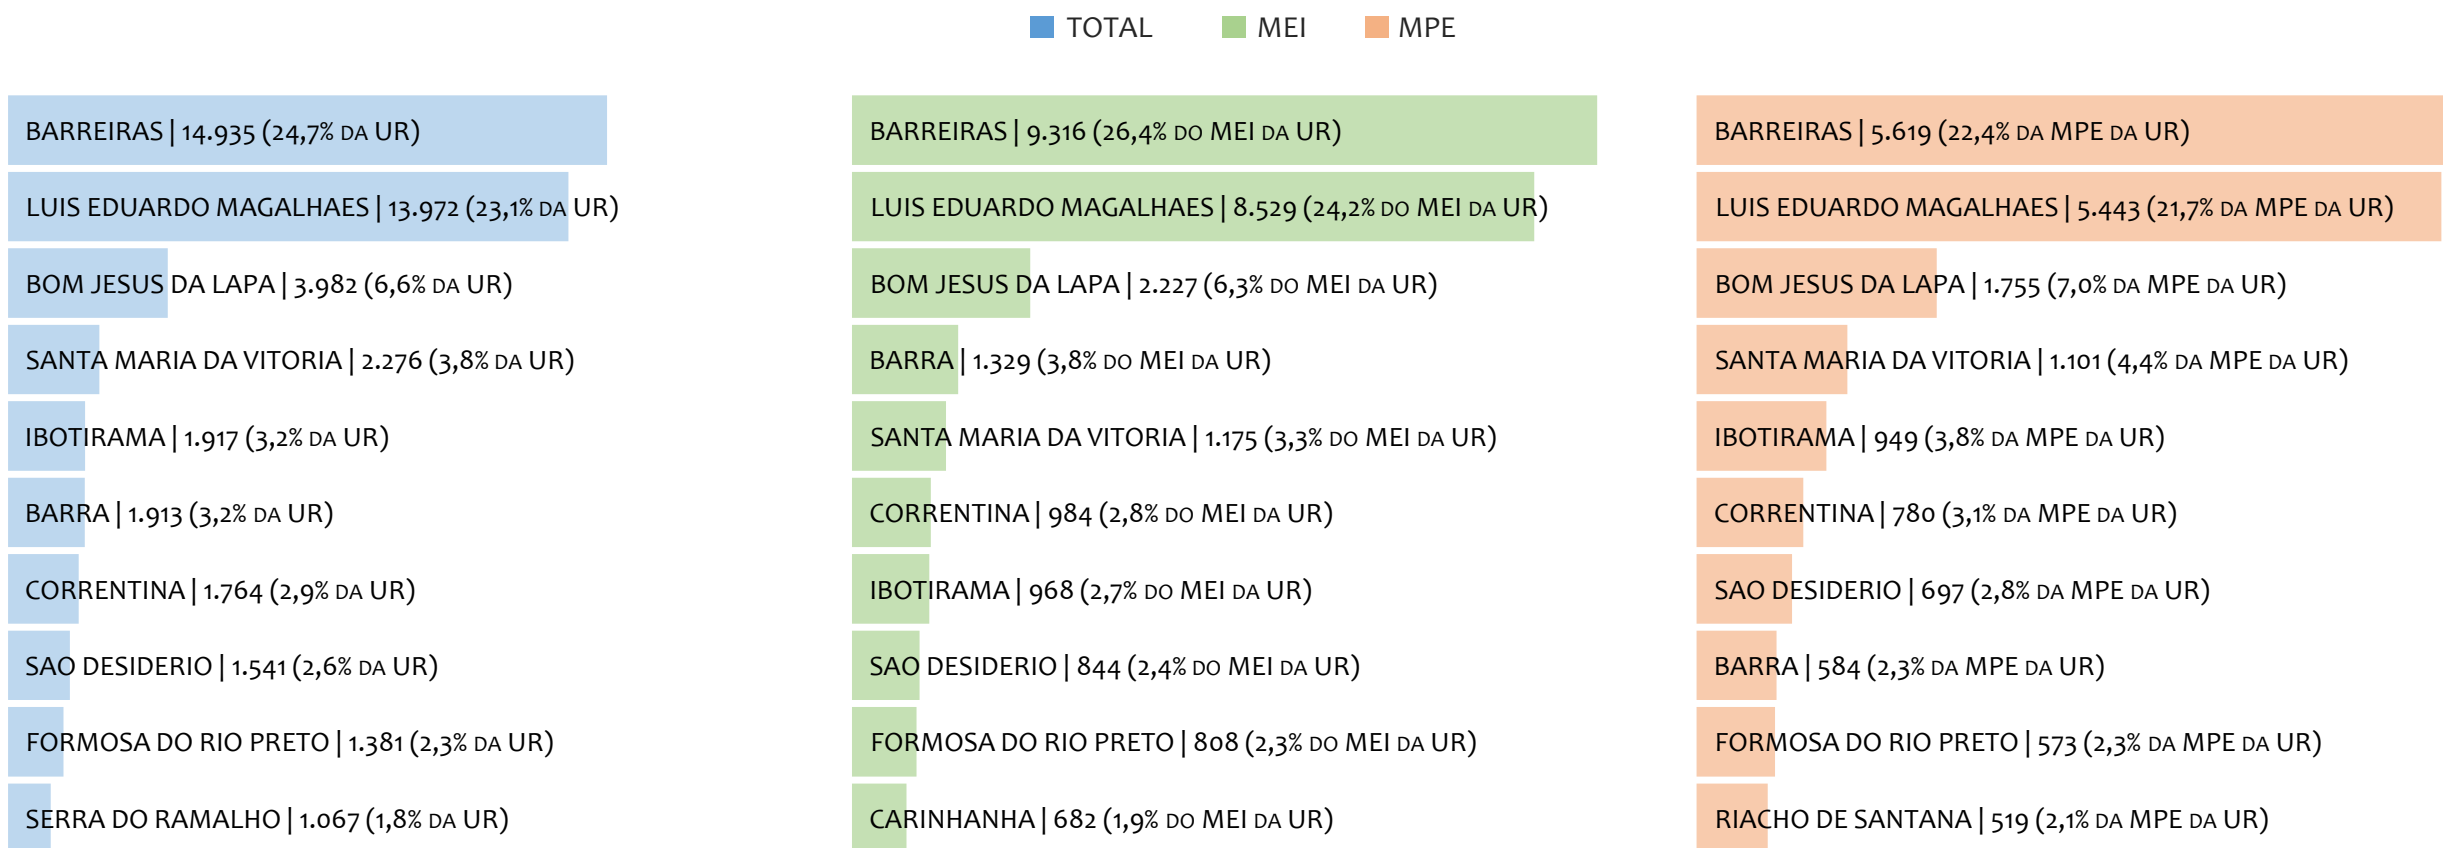 TOTAL MEI MPE
BARREIRAS | 14.935 (24,7% DA UR)
LUIS EDUARDO MAGALHAES | 13.972 (23,1% DA UR)
BOM JESUS DA LAPA | 3.982 (6,6% DA UR)
SANTA MARIA DA VITORIA | 2.276 (3,8% DA UR)
IBOTIRAMA | 1.917 (3,2% DA UR)
BARRA | 1.913 (3,2% DA UR)
CORRENTINA | 1.764 (2,9% DA UR)
SAO DESIDERIO | 1.541 (2,6% DA UR)
FORMOSA DO RIO PRETO | 1.381 (2,3% DA UR)
SERRA DO RAMALHO | 1.067 (1,8% DA UR)
BARREIRAS | 9.316 (26,4% DO MEI DA UR)
LUIS EDUARDO MAGALHAES | 8.529 (24,2% DO MEI DA UR)
BOM JESUS DA LAPA | 2.227 (6,3% DO MEI DA UR)
BARRA | 1.329 (3,8% DO MEI DA UR)
SANTA MARIA DA VITORIA | 1.175 (3,3% DO MEI DA UR)
CORRENTINA | 984 (2,8% DO MEI DA UR)
IBOTIRAMA | 968 (2,7% DO MEI DA UR)
SAO DESIDERIO | 844 (2,4% DO MEI DA UR)
FORMOSA DO RIO PRETO | 808 (2,3% DO MEI DA UR)
CARINHANHA | 682 (1,9% DO MEI DA UR)
BARREIRAS | 5.619 (22,4% DA MPE DA UR)
LUIS EDUARDO MAGALHAES | 5.443 (21,7% DA MPE DA UR)
BOM JESUS DA LAPA | 1.755 (7,0% DA MPE DA UR)
SANTA MARIA DA VITORIA | 1.101 (4,4% DA MPE DA UR)
IBOTIRAMA | 949 (3,8% DA MPE DA UR)
CORRENTINA | 780 (3,1% DA MPE DA UR)
SAO DESIDERIO | 697 (2,8% DA MPE DA UR)
BARRA | 584 (2,3% DA MPE DA UR)
FORMOSA DO RIO PRETO | 573 (2,3% DA MPE DA UR)
RIACHO DE SANTANA | 519 (2,1% DA MPE DA UR)